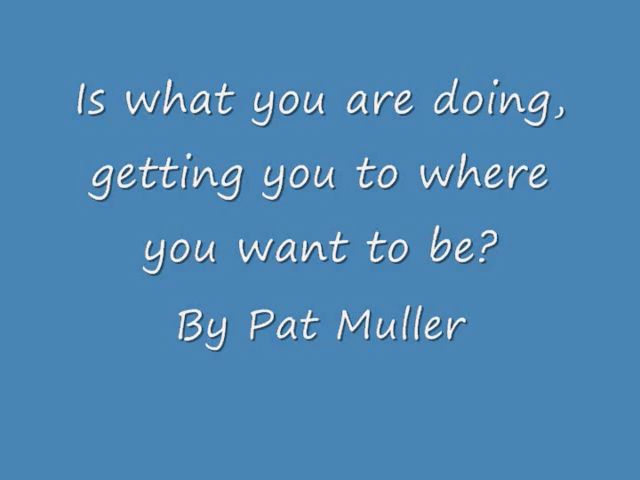 Is what you are doing,
getting you to where
you want to be?
By Pat Muller